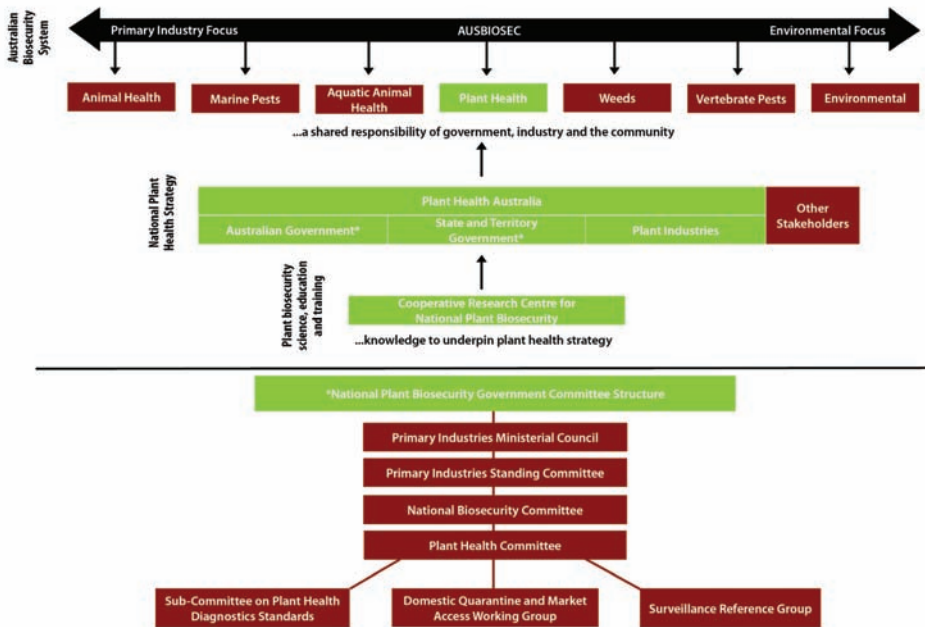 Australian
Biosecurity
System
Primary Industry Focus
AUSBIOSEC
Environmental Focus
Animal Health
Marine Pests
Aquatic Animal
Health
Plant Health
Weeds
Vertebrate Pests
Environmental
...a shared responsibility of government, industry and the community
National Plant
Health Strategy
Plant Health Australia
Australian Government*
State and Territory
Government*
Plant Industries
Other
Stakeholders
Plant biosecurity
science, education
and training
Cooperative Research Centre for
National Plant Biosecurity
...knowledge to underpin plant health strategy
*National Plant Biosecurity Government Committee Structure
Primary Industries Ministerial Council
Primary Industries Standing Committee
National Biosecurity Committee
Plant Health Committee
Sub-Committee on Plant Health
Diagnostics Standards
Domestic Quarantine and Market
Access Working Group
Surveillance Reference Group